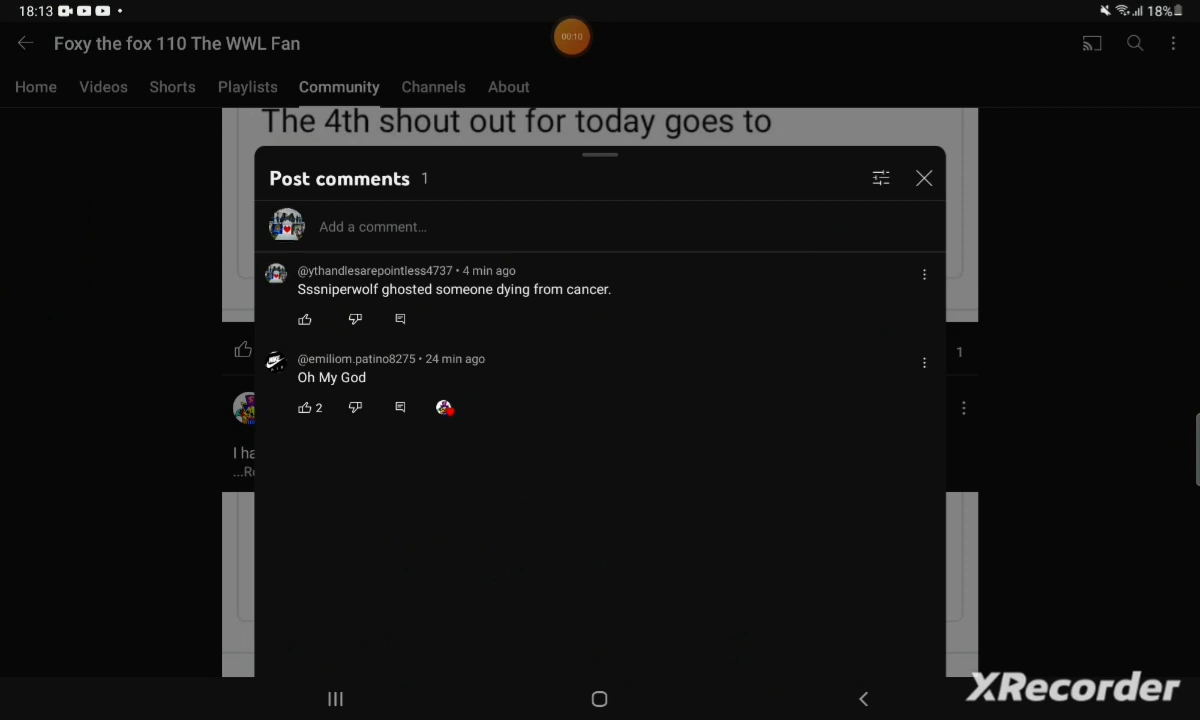 18:13
18%
Foxy the fox 110 The WWL Fan
00:10
Home Videos Shorts Playlists Community Channels About
The 4th shout out for today goes to
Post comments 1
Add a comment...
@ythandlesarepointless4737 • 4 min ago
Sssniperwolf ghosted someone dying from cancer.
1
@emiliom.patino8275 • 24 min ago
Oh My God
2
I ha
...R
XRecorder